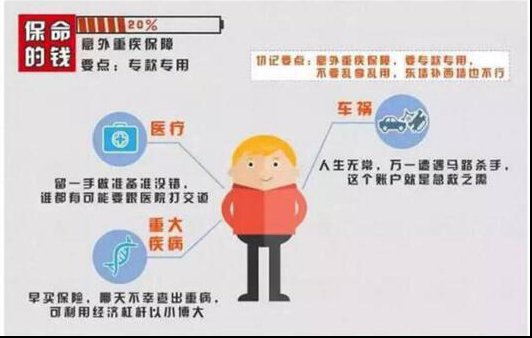 保命的钱
20%
意外重疾保障
要点：专款专用
切记要点：意外重疾保障，要专款专用，
不要乱拿乱用，东墙补西墙也不行
医疗
留一手做准备准没错，
谁都有可能要跟医院打交道
车祸
人生无常，万一遭遇马路杀手，
这个账户就是急救之需
重大
疾病
早买保险，哪天不幸查出重病，
可利用经济杠杆以小博大